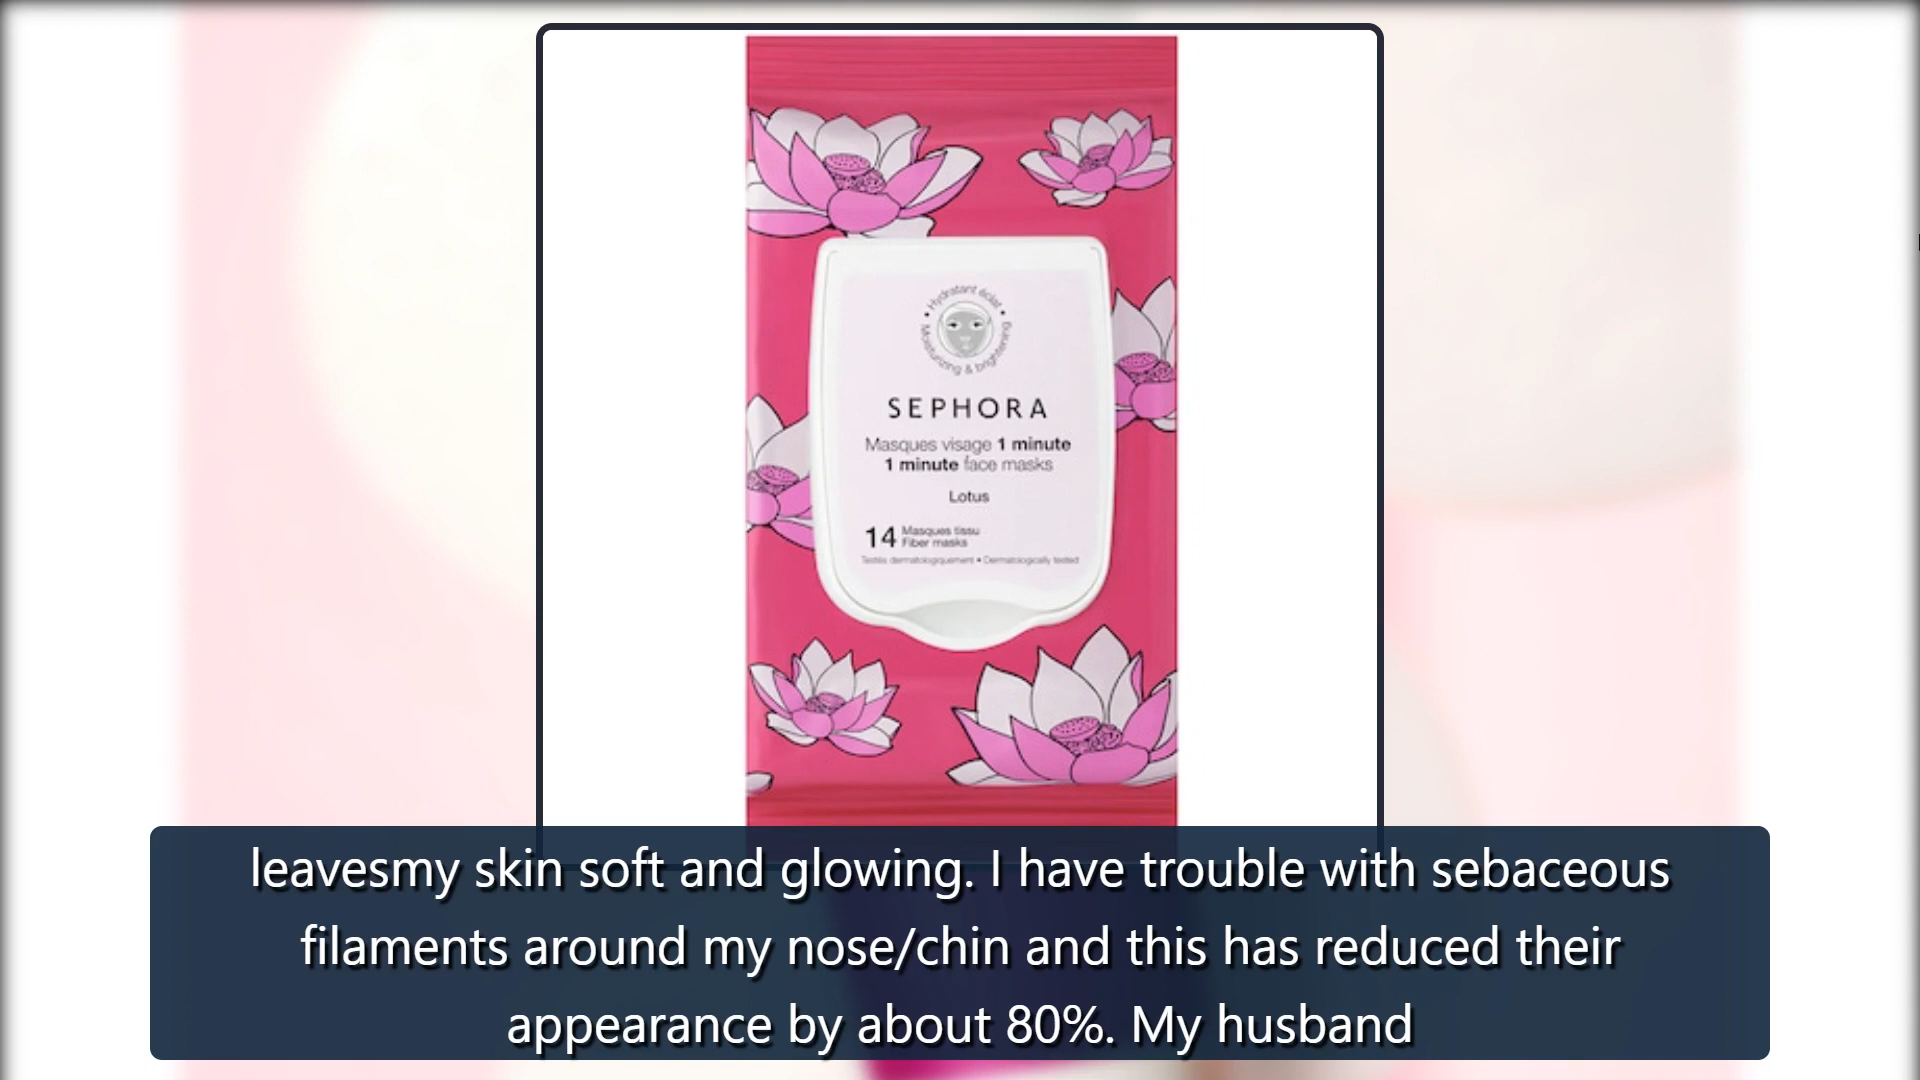 Hydratant éclat
Moisturizing & brightening
SEPHORA
Masques visage 1 minute
1 minute face masks
Lotus
14 Masques tissu
Fiber masks
Testés dermatologiquement • Dermatologically tested
leavesmy skin soft and glowing. I have trouble with sebaceous
filaments around my nose/chin and this has reduced their
appearance by about 80%. My husband